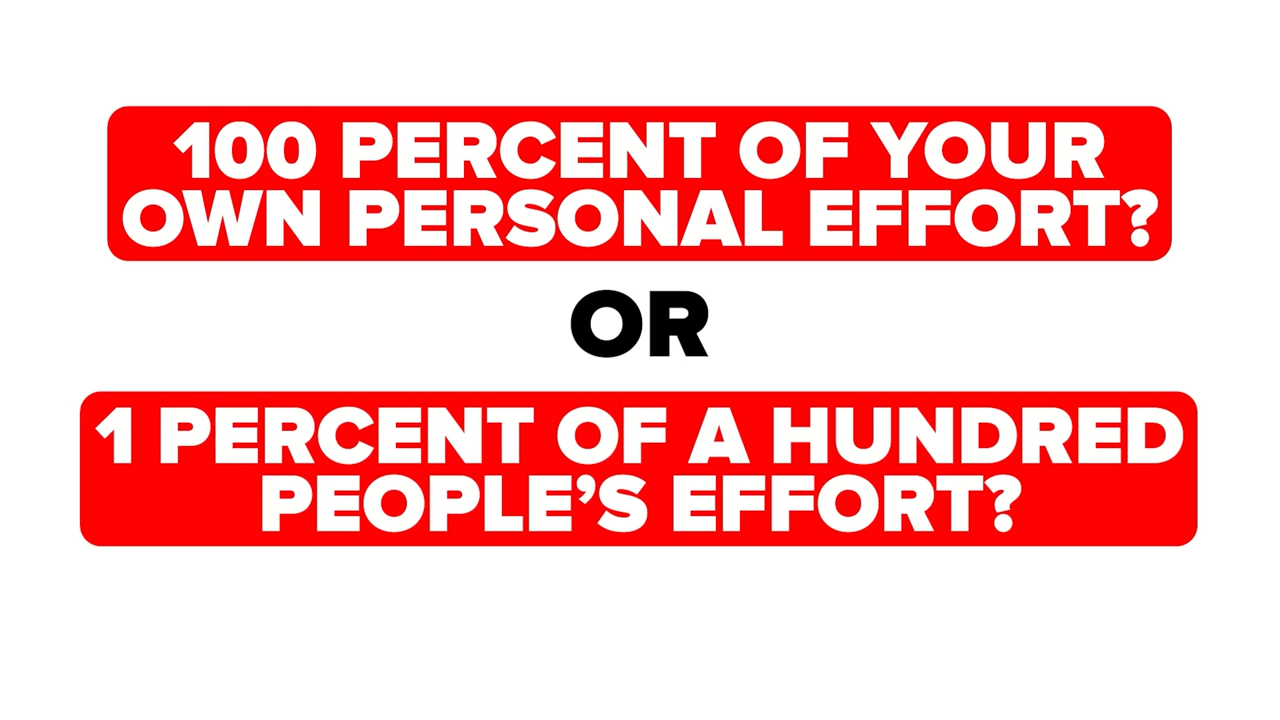 100 PERCENT OF YOUR
OWN PERSONAL EFFORT?
OR
1 PERCENT OF A HUNDRED
PEOPLE’S EFFORT?